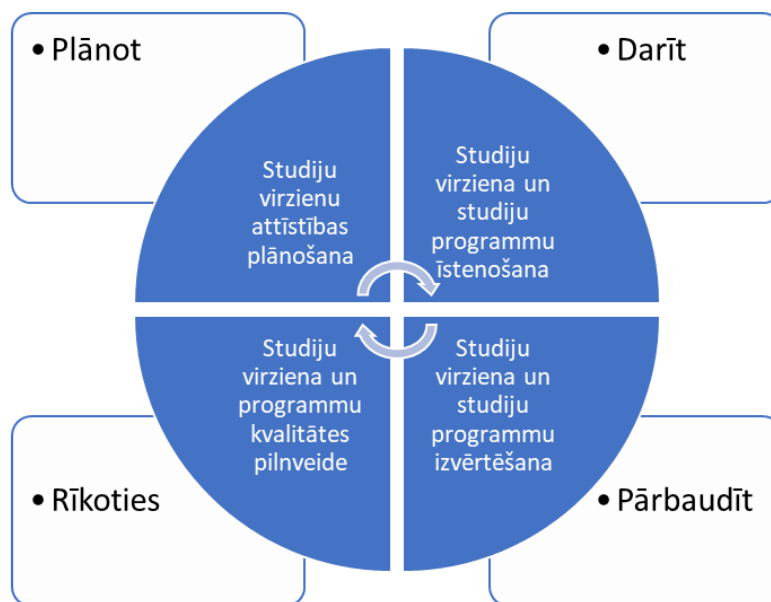 • Plānot
• Darīt
Studiju
virzienu
attīstības
plānošana
Studiju
virziena un
studiju
programmu
īstenošana
Studiju
virziena un
programmu
kvalitātes
pilnveide
Studiju
virziena un
studiju
programmu
izvērtēšana
• Rīkoties
• Pārbaudīt